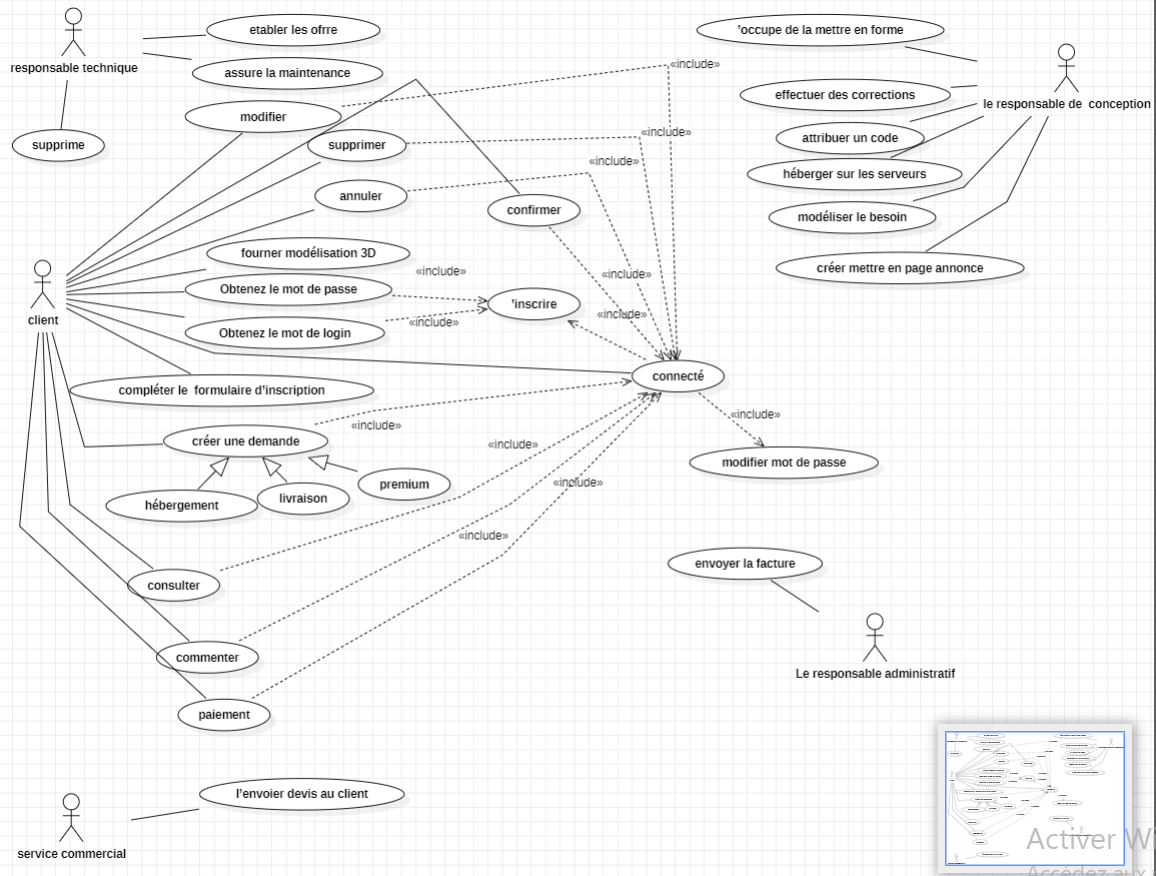 etabler les ofrre
'occupe de la mettre en forme
responsable technique
assure la maintenance
«include»
effectuer des corrections
le responsable de conception
modifier
supprime
supprimer
«include»
attribuer un code
«include»
héberger sur les serveurs
annuler
confirmer
modéliser le besoin
fourner modélisation 3D
«include»
«include»
créer mettre en page annonce
Obtenez le mot de passe
'inscrire
client
Obtenez le mot de login
«include»
«include»
connecté
compléter le formulaire d'inscription
«include»
«include»
créer une demande
«include»
modifier mot de passe
premium
«include»
hébergement
livraison
«include»
envoyer la facture
consulter
commenter
Le responsable administratif
paiement
l'envoier devis au client
service commercial
Activer Wi
Accédez aux